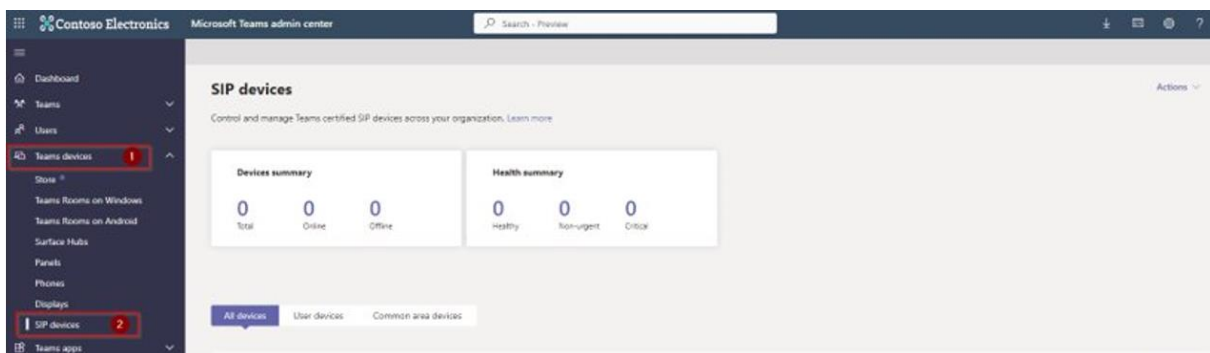 Contoso Electronics Microsoft Teams admin center Search - Preview ?
Dashboard
Teams
Users
Teams devices 1
Store
Teams Rooms on Windows
Teams Rooms on Android
Surface Hubs
Panels
Phones
Displays
SIP devices 2
Teams apps
SIP devices
Actions
Control and manage Teams certified SIP devices across your organization. Learn more
Devices summary
0 0 0
Total Online Offline
Health summary
0 0 0
Healthy Non-urgent Critical
All devices User devices Common area devices